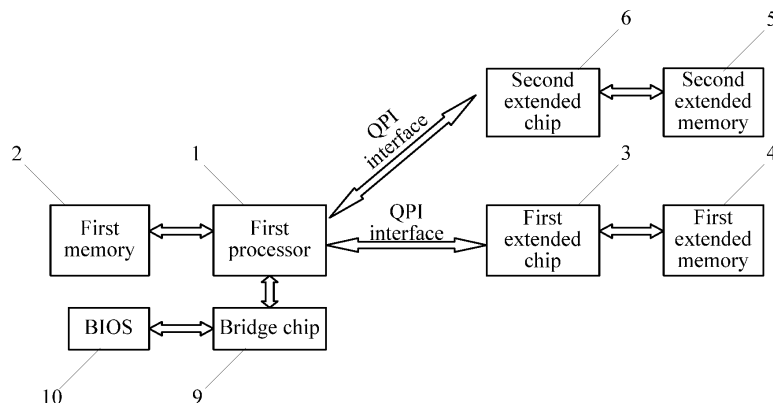 6
5
Second
extended
chip
Second
extended
memory
QPI
interface
2
1
3
4
First
memory
First
processor
QPI
interface
First
extended
chip
First
extended
memory
BIOS
Bridge chip
10
9